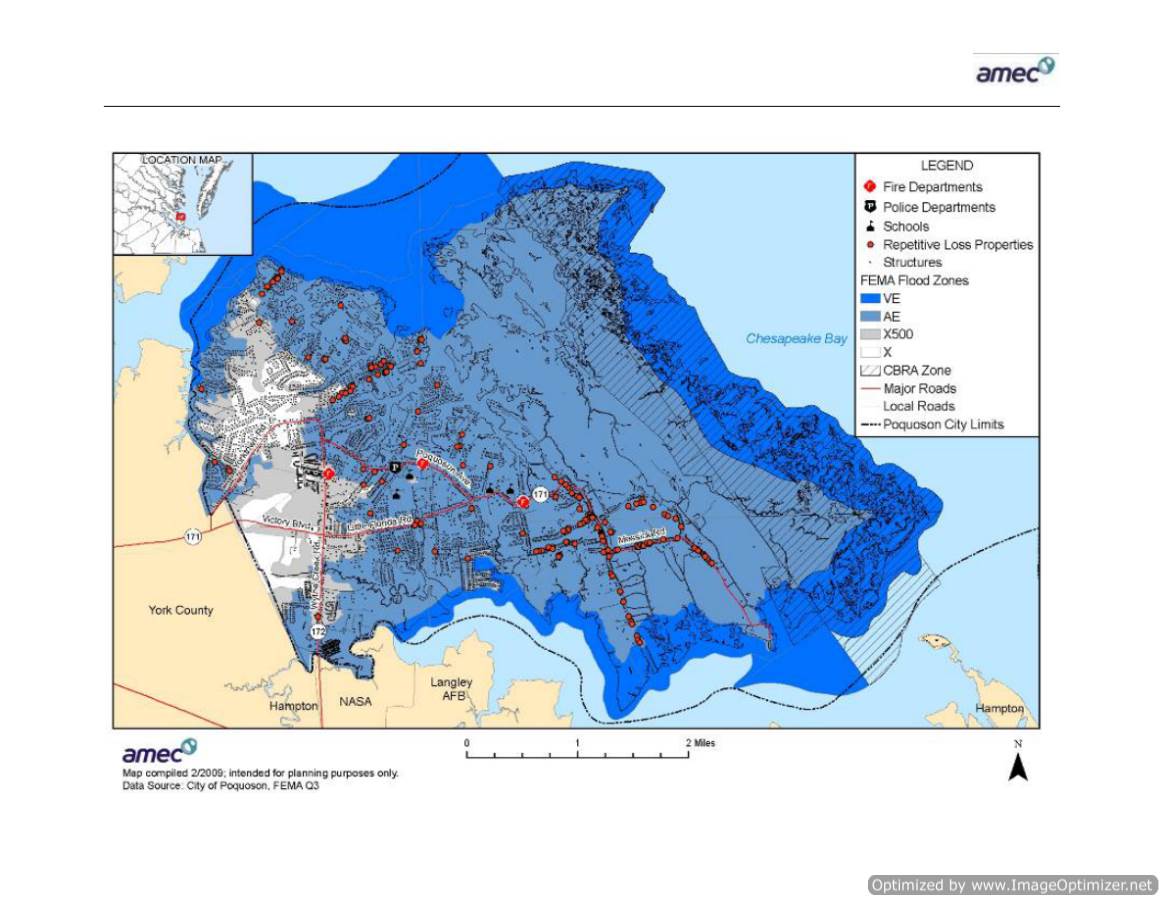 amec
LOCATION MAP
LEGEND
Fire Departments
Police Departments
Schools
Repetitive Loss Properties
Structures
FEMA Flood Zones
VE
AE
X500
X
CBRA Zone
Major Roads
Local Roads
Poquoson City Limits
Chesapeake Bay
Poquoson Ave
171
Victory Blvd
Little Florida Rd
Messick Rd
171
Wythe Creek Rd
York County
172
Langley
AFB
NASA
Hampton
Hampton
amec
Map compiled 2/2009; intended for planning purposes only.
Data Source: City of Poquoson, FEMA Q3
0 1 2 Miles
N
Optimized by www.ImageOptimizer.net